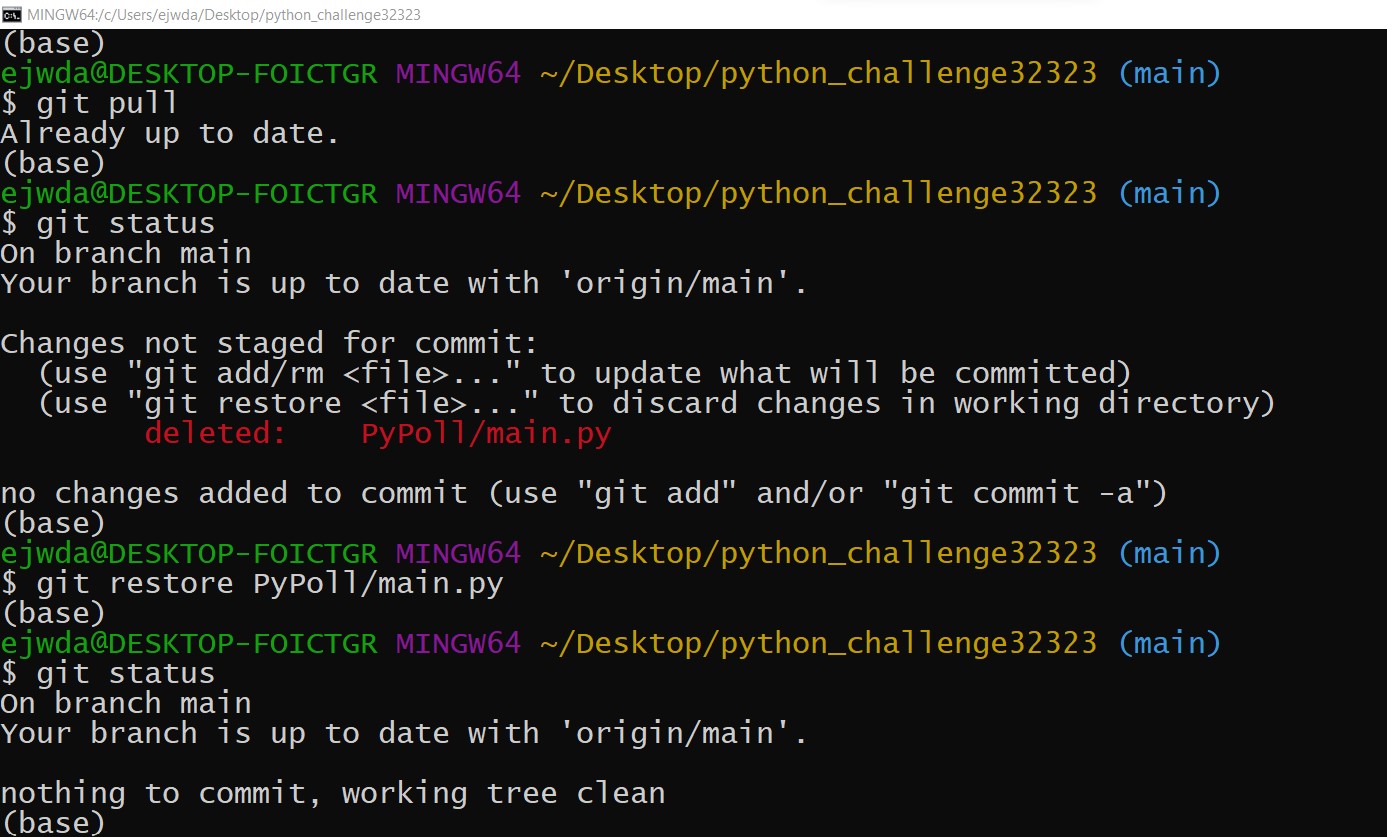 MINGW64:/c/Users/ejwda/Desktop/python_challenge32323
(base)
ejwda@DESKTOP-FOICTGR MINGW64 ~/Desktop/python_challenge32323 (main)
$ git pull
Already up to date.
(base)
ejwda@DESKTOP-FOICTGR MINGW64 ~/Desktop/python_challenge32323 (main)
$ git status
On branch main
Your branch is up to date with 'origin/main'.
Changes not staged for commit:
  (use "git add/rm <file>..." to update what will be committed)
  (use "git restore <file>..." to discard changes in working directory)
        deleted:    PyPoll/main.py
no changes added to commit (use "git add" and/or "git commit -a")
(base)
ejwda@DESKTOP-FOICTGR MINGW64 ~/Desktop/python_challenge32323 (main)
$ git restore PyPoll/main.py
(base)
ejwda@DESKTOP-FOICTGR MINGW64 ~/Desktop/python_challenge32323 (main)
$ git status
On branch main
Your branch is up to date with 'origin/main'.
nothing to commit, working tree clean
(base)